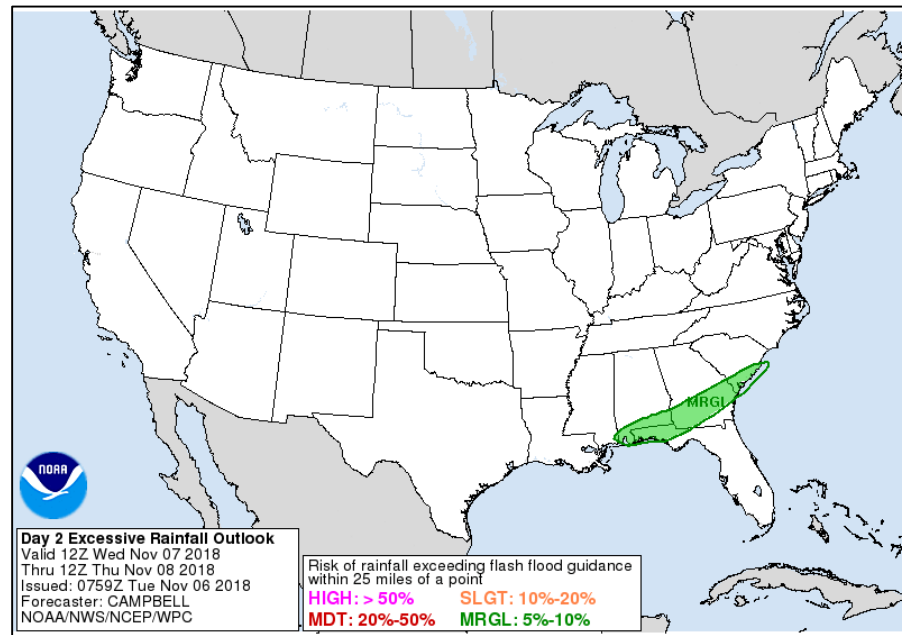 MRGL
NOAA
Day 2 Excessive Rainfall Outlook
Valid 12Z Wed Nov 07 2018
Thru 12Z Thu Nov 08 2018
Issued: 0759Z Tue Nov 06 2018
Forecaster: CAMPBELL
NOAA/NWS/NCEP/WPC
Risk of rainfall exceeding flash flood guidance
within 25 miles of a point
HIGH: > 50% SLGT: 10%-20%
MDT: 20%-50% MRGL: 5%-10%